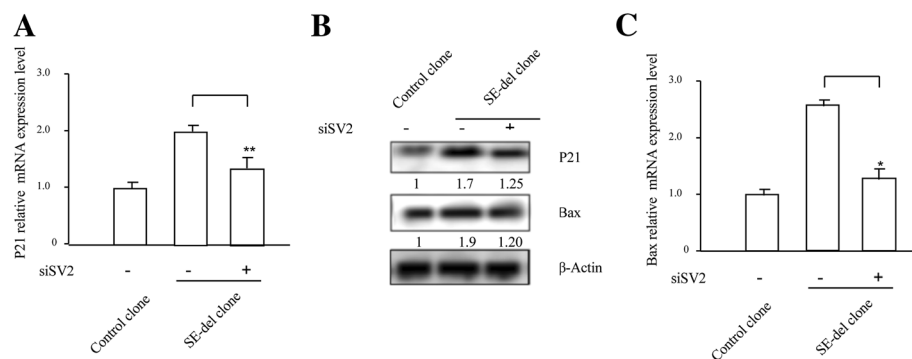 A
P21 relative mRNA expression level
3.0
2.0
1.0
0
**
siSV2
- - +
Control clone
SE-del clone
B
Control clone
SE-del clone
siSV2
- - +
P21
1 1.7 1.25
Bax
1 1.9 1.20
β-Actin
C
Bax relative mRNA expression level
3.0
2.0
1.0
0
*
siSV2
- - +
Control clone
SE-del clone